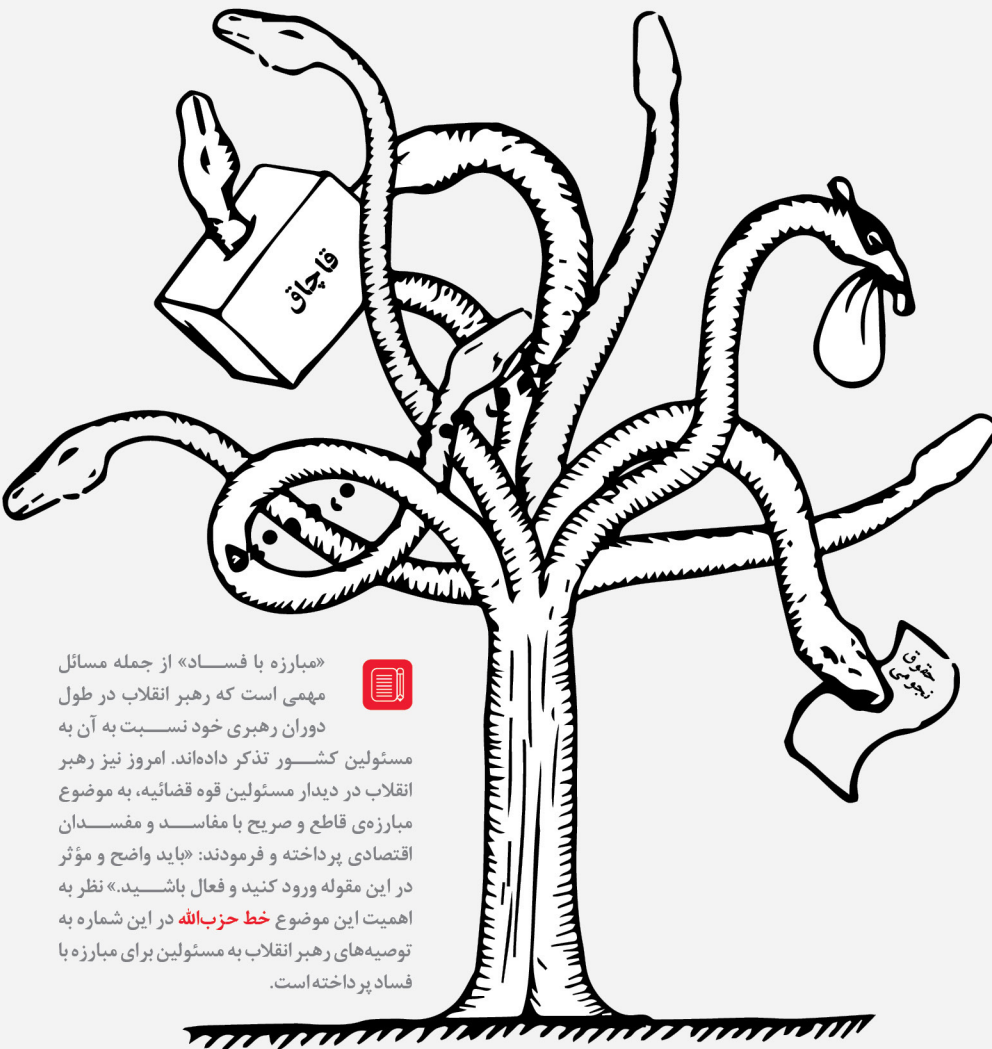 قاچاق
حقوق
نجومی
«مبارزه با فساد» از جمله مسائل
مهمی است که رهبر انقلاب در طول
دوران رهبری خود نسبت به آن به
مسئولین کشور تذکر داده‌اند. امروز نیز رهبر
انقلاب در دیدار مسئولین قوه قضائیه، به موضوع
مبارزه‌ی قاطع و صریح با مفاسد و مفسدان
اقتصادی پرداخته و فرمودند: «باید واضح و مؤثر
در این مقوله ورود کنید و فعال باشید.» نظر به
اهمیت این موضوع خط حزب‌الله در این شماره به
توصیه‌های رهبر انقلاب به مسئولین برای مبارزه با
فساد پرداخته است.